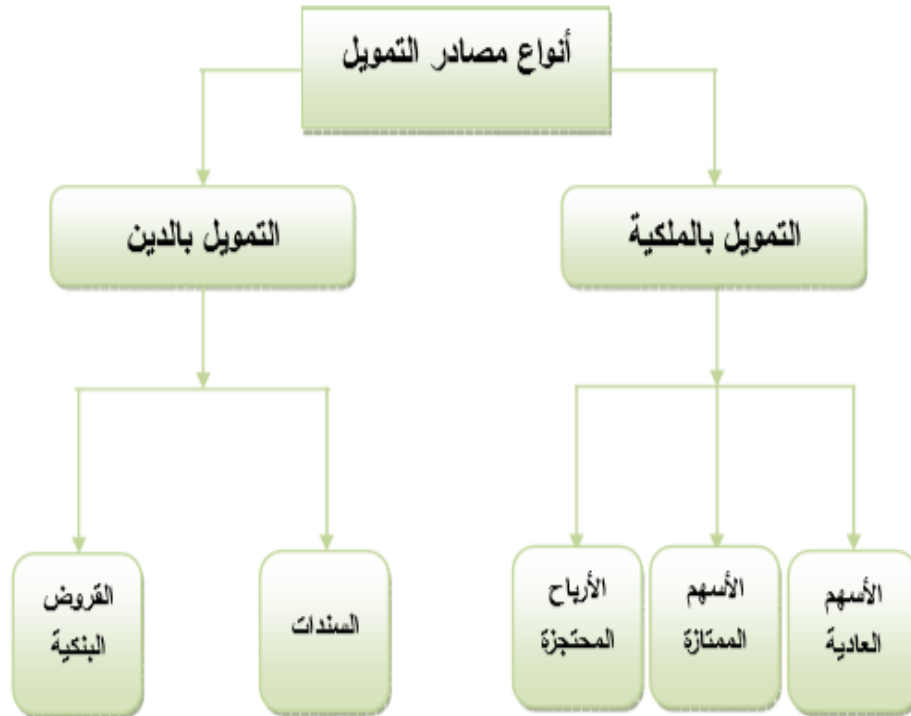 أنواع مصادر التمويل
التمويل بالملكية
التمويل بالدين
الأسهم
العادية
الأسهم
الممتازة
الأرباح
المحتجزة
السندات
القروض
البنكية